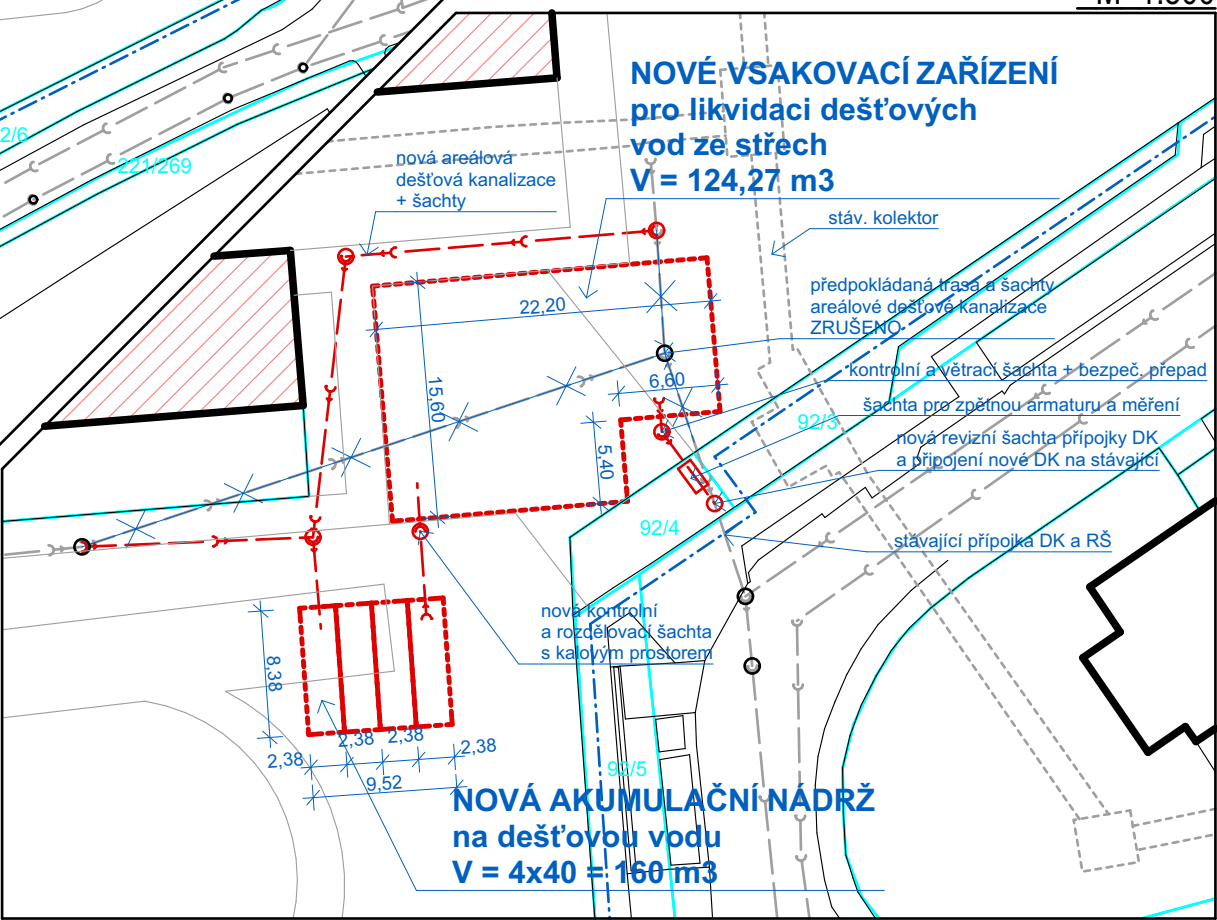 NOVÉ VSAKOVACÍ ZAŘÍZENÍ
pro likvidaci dešťových
vod ze střech
V = 124,27 m3
2/6
221/269
nová areálová
dešťová kanalizace
+ šachty
stáv. kolektor
předpokládaná trasa a šachty
areálové dešťové kanalizace
ZRUŠENO
22,20
15,60
6,60
5,40
kontrolní a větrací šachta + bezpeč. přepad
šachta pro zpětnou armaturu a měření
92/3
nová revizní šachta přípojky DK
a připojení nové DK na stávající
92/4
stávající přípojka DK a RŠ
nová kontrolní
a rozdělovací šachta
s kalovým prostorem
8,38
2,38
2,38
2,38
2,38
9,52
92/5
NOVÁ AKUMULAČNÍ NÁDRŽ
na dešťovou vodu
V = 4x40 = 160 m3